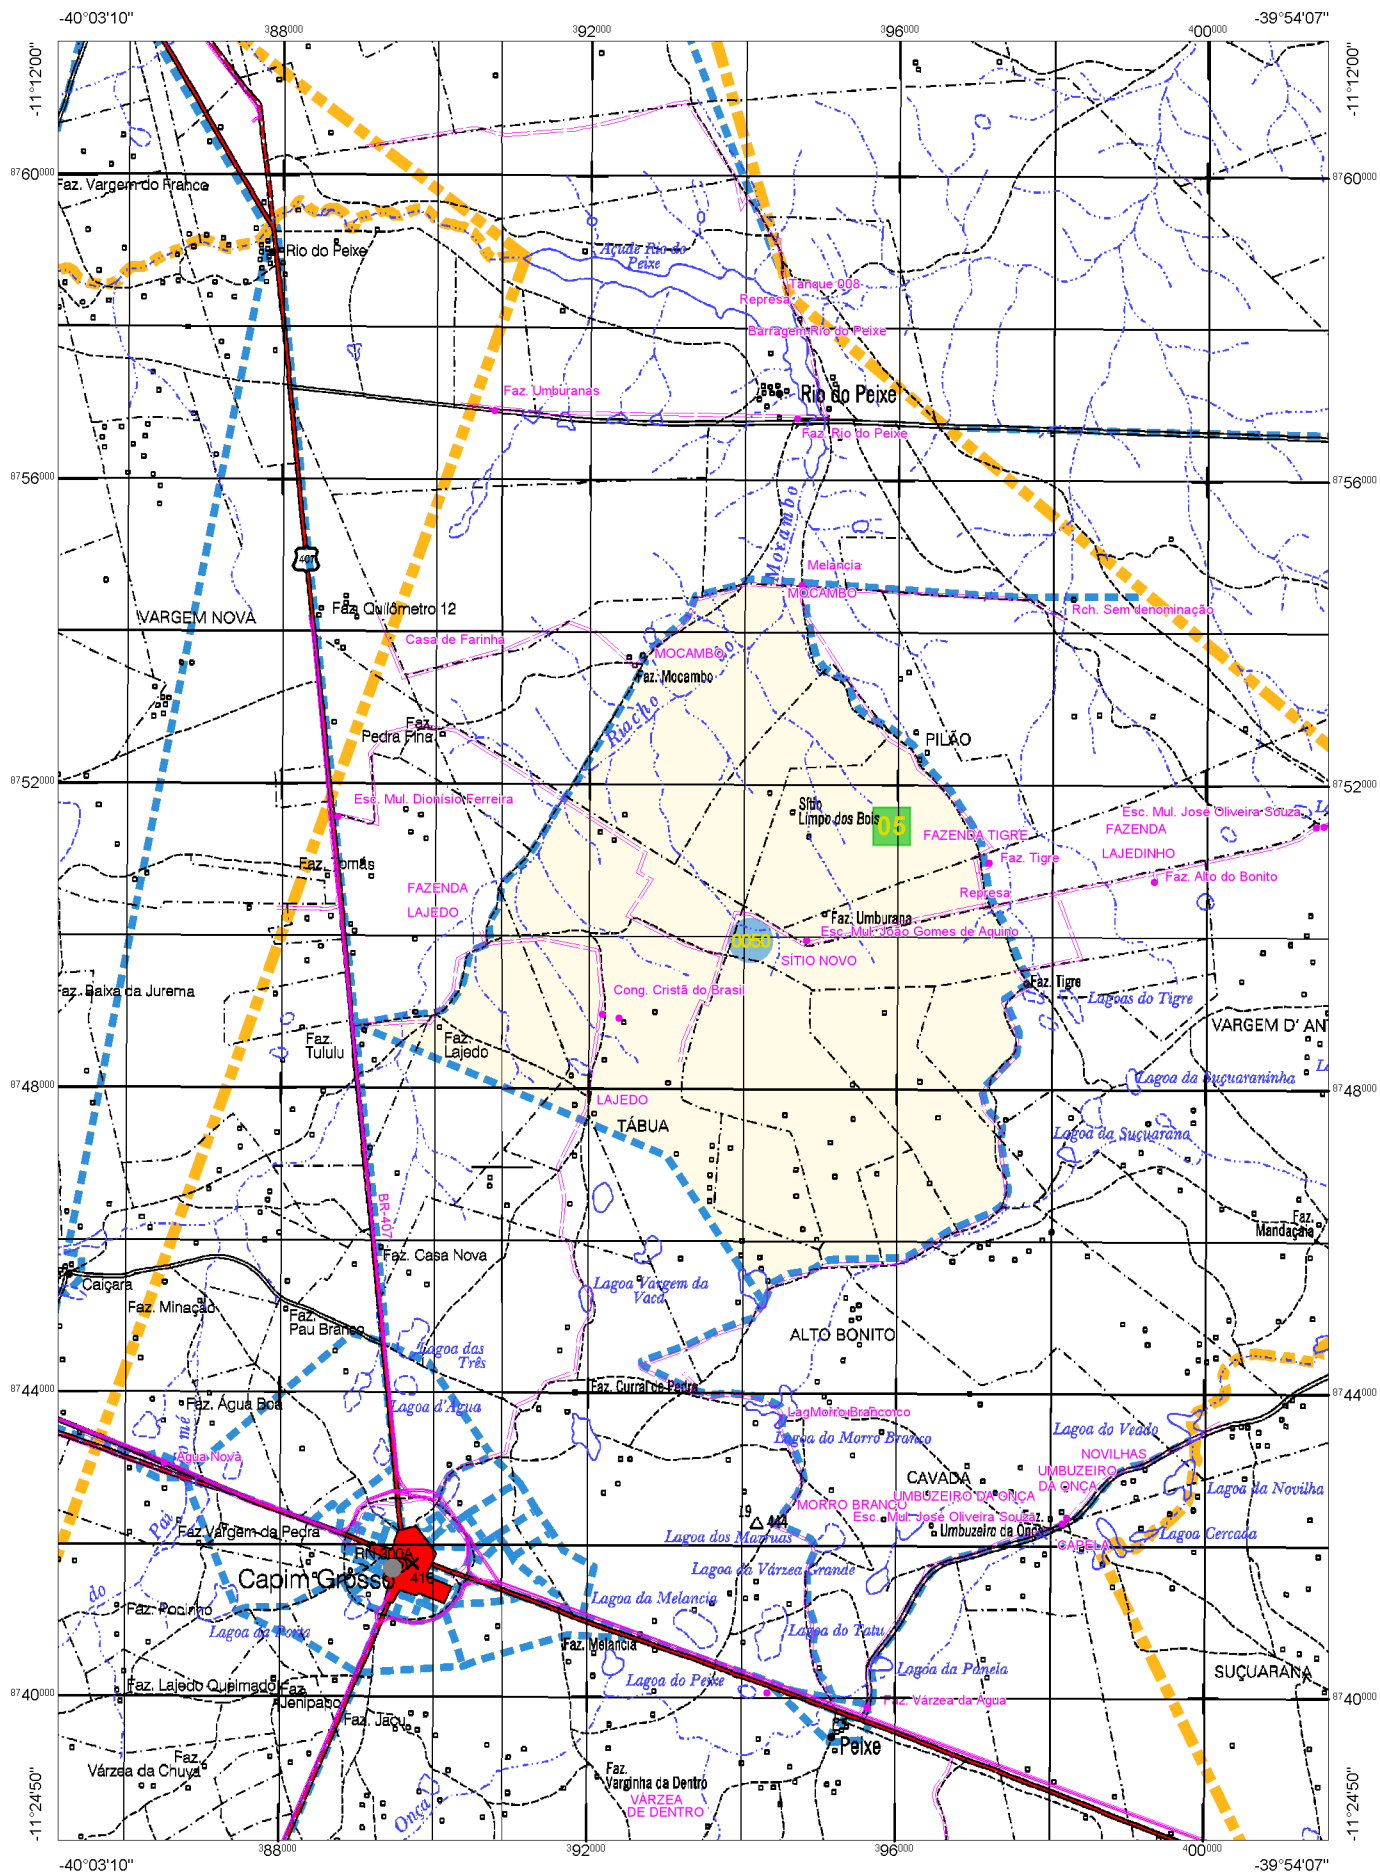 -40°03'10"
-39°54'07"
388000
392000
396000
400000
-11°12'00"
-11°12'00"
8760000
8760000
Faz. Vargem do Franco
Rio do Peixe
Açude Rio do
Peixe
Tanque 008
Represa
Barragem Rio do Peixe
Faz. Umburanas
Rio do Peixe
Faz. Rio do Peixe
8756000
8756000
Mocambo
407
Melancia
MOCAMBO
Rch. Sem denominação
Faz. Quilômetro 12
VARGEM NOVA
Casa de Farinha
MOCAMBO
Faz. Mocambo
Riacho do
Faz.
Pedra Fina
PILÃO
8752000
8752000
Esc. Mul. Dionísio Ferreira
Sítio
Limpo dos Bois
05
Esc. Mul. José Oliveira Souza
FAZENDA TIGRE
FAZENDA
LAJEDINHO
Faz. Tigre
Faz. Tomás
Faz. Alto do Bonito
FAZENDA
LAJEDO
Represa
Faz. Umburana
Esc. Mul. João Gomes de Aquino
0050
SÍTIO NOVO
Faz. Baixa da Jurema
Cong. Cristã do Brasil
Faz. Tigre
Lagoas do Tigre
VARGEM D' ANT
Faz.
Tululu
Faz.
Lajedo
8748000
8748000
Lagoa da Suçuaraninha
LAJEDO
TÁBUA
Lagoa da Suçuarana
BR-407
Faz.
Mandaçaia
Faz. Casa Nova
Caiçara
Lagoa Vargem da
Vaca
Faz. Minação
Faz.
Pau Branco
ALTO BONITO
Lagoa das
Três
8744000
8744000
Faz. Curral de Pedra
Faz. Água Boa
Lagoa d'Água
Lagoa do Morro Branco
Lagoa do Veado
Água Nova
NOVILHAS
UMBUZEIRO
DA ONÇA
CAVADA
Lagoa da Novilha
UMBUZEIRO DA ONÇA
MORRO BRANCO
Esc. Mul. José Oliveira Souza
19
444
Umbuzeiro da Onça
Lagoa Cercada
CAPELA
Faz. Vargem da Pedra
Lagoa dos Marruas
RN 300A
Capim Grosso
Lagoa da Várzea Grande
Lagoa da Melancia
Faz. Pocinho
Lagoa da Porta
Lagoa do Tatu
Faz. Melancia
Lagoa da Panela
SUÇUARANA
Lagoa do Peixe
Faz. Lajedo Queimado
Faz.
Jenipapo
8740000
8740000
Faz. Várzea da Água
Faz. Jacu
Peixe
Faz.
Várzea da Chuva
Faz.
Varginha da Dentro
VÁRZEA
DE DENTRO
Onça
-11°24'50"
-11°24'50"
388000
392000
396000
400000
-40°03'10"
-39°54'07"